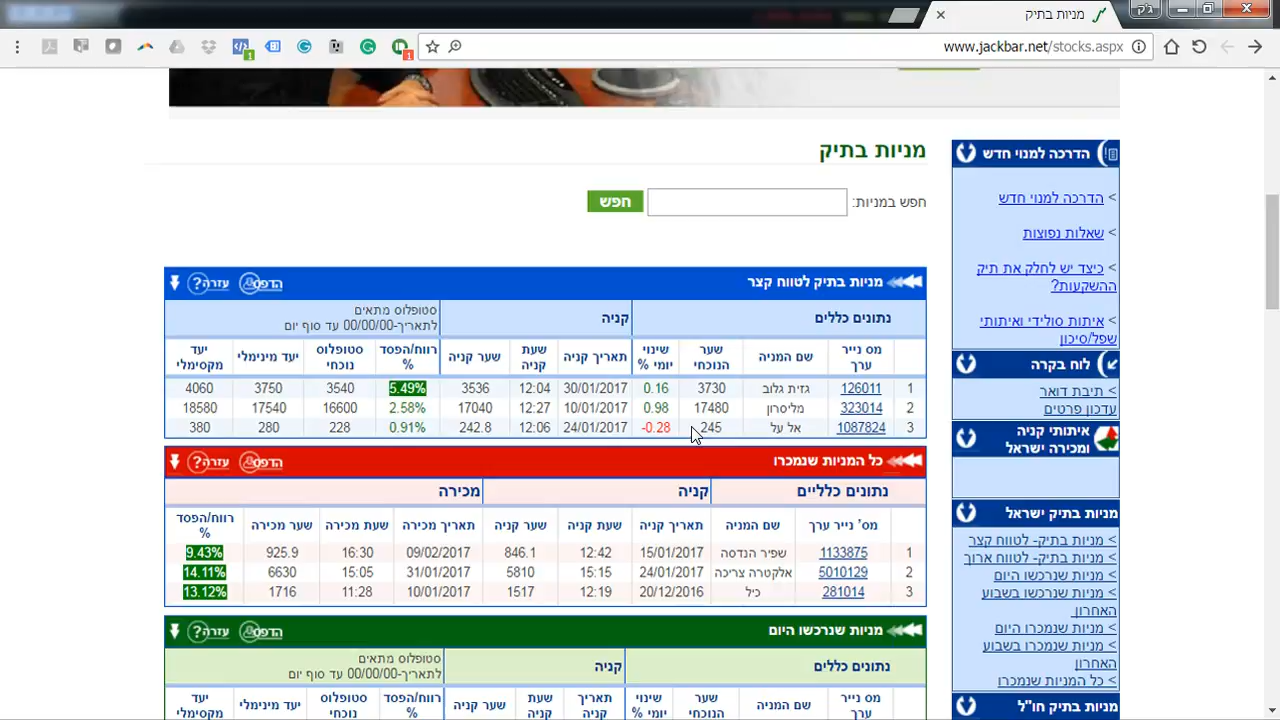 מניות בתיק
ג'ק
www.jackbar.net/stocks.aspx
מניות בתיק
חפש במניות:
חפש
מניות בתיק לטווח קצר
הדפס
עזרה?
נתונים כללים
קניה
סטופלוס מתאים
לתאריך-00/00/00 עד סוף יום
מס נייר ערך
שם המניה
שער הנוכחי
שינוי יומי %
תאריך קניה
שעת קניה
שער קניה
רווח/הפסד %
סטופלוס נוכחי
יעד מינימלי
יעד מקסימלי
1 126011 גזית גלוב 3730 0.16 30/01/2017 12:04 3536 5.49% 3540 3750 4060
2 323014 מליסרון 17480 0.98 10/01/2017 12:27 17040 2.58% 16600 17540 18580
3 1087824 אל על 245 -0.28 24/01/2017 12:06 242.8 0.91% 228 280 380
כל המניות שנמכרו
הדפס
עזרה?
נתונים כלליים
קניה
מכירה
מס' נייר ערך
שם המניה
תאריך קניה
שעת קניה
שער קניה
תאריך מכירה
שעת מכירה
שער מכירה
רווח/הפסד %
1 1133875 שפיר הנדסה 15/01/2017 12:42 846.1 09/02/2017 16:30 925.9 9.43%
2 5010129 אלקטרה צריכה 24/01/2017 15:15 5810 31/01/2017 15:05 6630 14.11%
3 281014 כיל 20/12/2016 12:19 1517 10/01/2017 11:28 1716 13.12%
מניות שנרכשו היום
הדפס
עזרה?
נתונים כללים
קניה
סטופלוס מתאים
לתאריך-00/00/00 עד סוף יום
מס נייר ערך
שם המניה
שער הנוכחי
שינוי יומי %
תאריך קניה
שעת קניה
שער קניה
רווח/הפסד %
סטופלוס נוכחי
יעד מינימלי
יעד מקסימלי
הדרכה למנוי חדש
> הדרכה למנוי חדש
> שאלות נפוצות
> כיצד יש לחלק את תיק
ההשקעות?
> איתות סולידי ואיתותי
שפל/סיכון
לוח בקרה
> תיבת דואר
> עדכון פרטים
איתותי קניה
ומכירה ישראל
מניות בתיק ישראל
> מניות בתיק- לטווח קצר
> מניות בתיק- לטווח ארוך
> מניות שנרכשו היום
> מניות שנרכשו בשבוע
האחרון
> מניות שנמכרו היום
> מניות שנמכרו בשבוע
האחרון
> כל המניות שנמכרו
מניות בתיק חו"ל